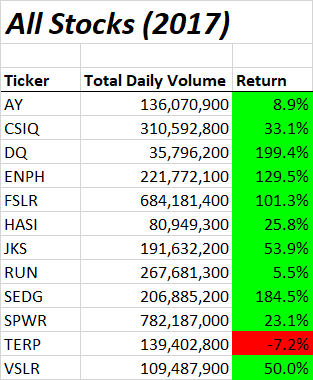 All Stocks (2017)
Ticker Total Daily Volume Return
AY 136,070,900 8.9%
CSIQ 310,592,800 33.1%
DQ 35,796,200 199.4%
ENPH 221,772,100 129.5%
FSLR 684,181,400 101.3%
HASI 80,949,300 25.8%
JKS 191,632,200 53.9%
RUN 267,681,300 5.5%
SEDG 206,885,200 184.5%
SPWR 782,187,000 23.1%
TERP 139,402,800 -7.2%
VSLR 109,487,900 50.0%